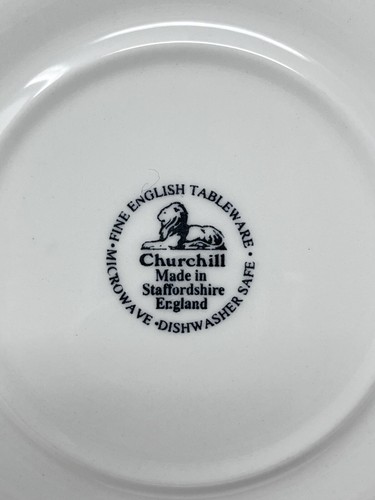 • FINE ENGLISH TABLEWARE •
Churchill
Made in
Staffordshire
England
MICROWAVE • DISHWASHER SAFE